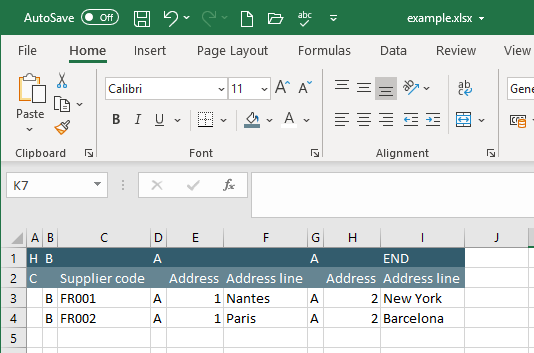 AutoSave Off example.xlsx
File Home Insert Page Layout Formulas Data Review View
Paste Calibri 11 A A ab Gene
B I U A
Clipboard Font Alignment
K7 fx
A B C D E F G H I J
1 H B A A END
2 C Supplier code Address Address line Address Address line
3 B FR001 A 1 Nantes A 2 New York
4 B FR002 A 1 Paris A 2 Barcelona
5